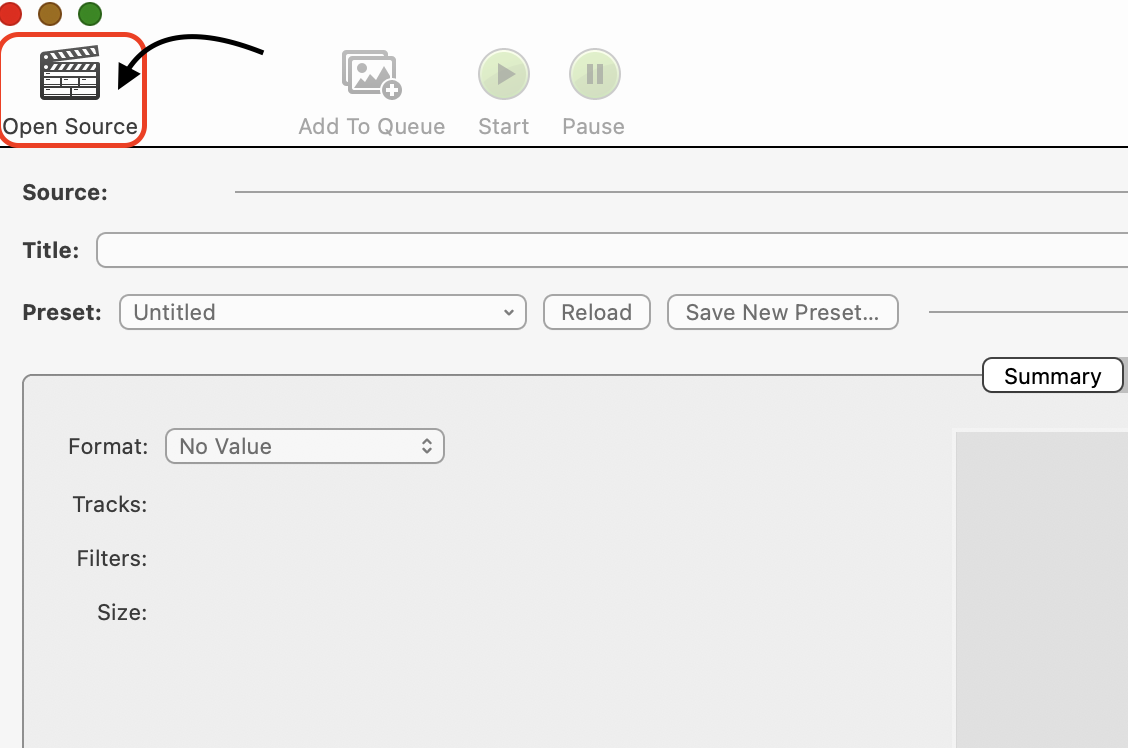 Open Source
Add To Queue
Start
Pause
Source:
Title:
Preset: Untitled Reload Save New Preset...
Summary
Format: No Value
Tracks:
Filters:
Size: